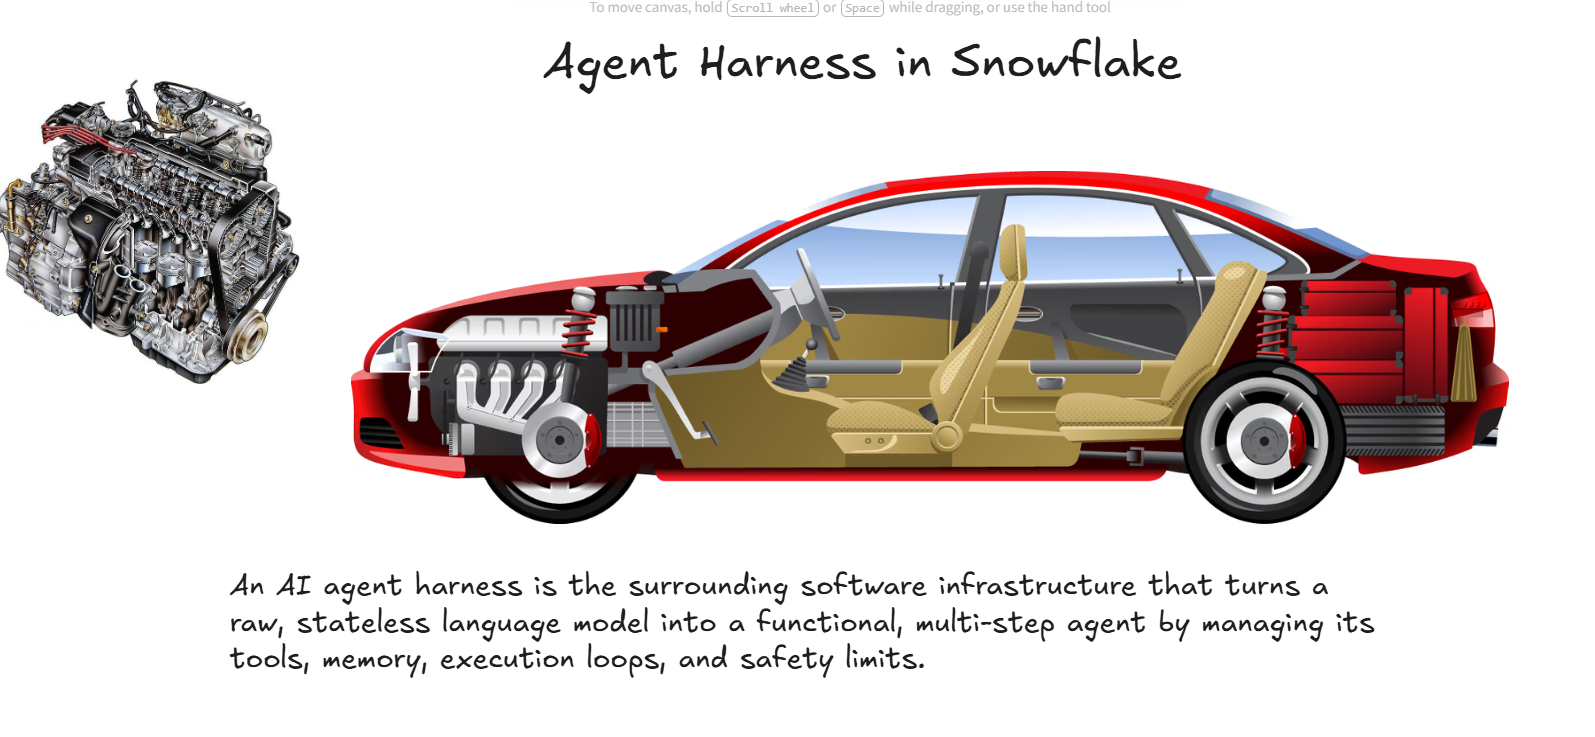 To move canvas, hold Scroll wheel or Space while dragging, or use the hand tool
Agent Harness in Snowflake
An AI agent harness is the surrounding software infrastructure that turns a
raw, stateless language model into a functional, multi-step agent by managing its
tools, memory, execution loops, and safety limits.